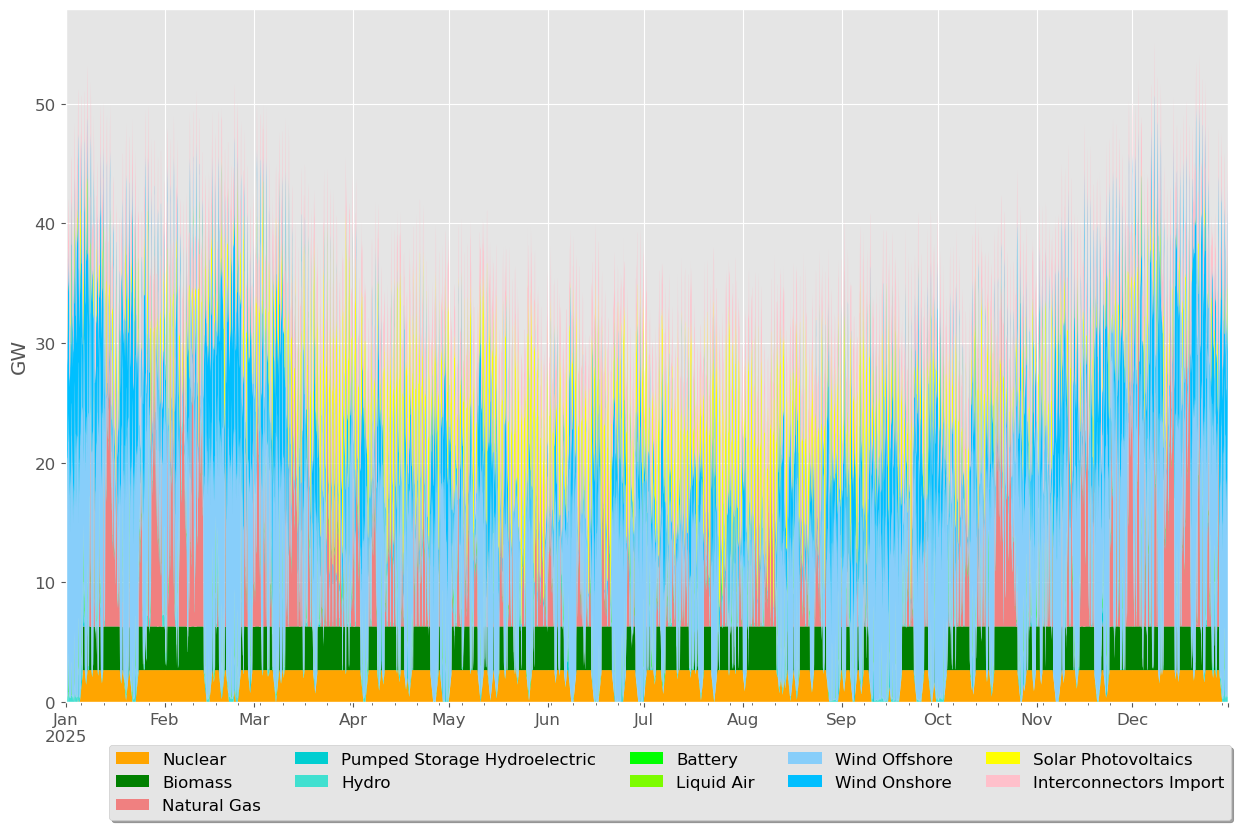 GW
50
40
30
20
10
0
Jan Feb Mar Apr May Jun Jul Aug Sep Oct Nov Dec
2025
Nuclear Pumped Storage Hydroelectric Battery Wind Offshore Solar Photovoltaics
Biomass Hydro Liquid Air Wind Onshore Interconnectors Import
Natural Gas